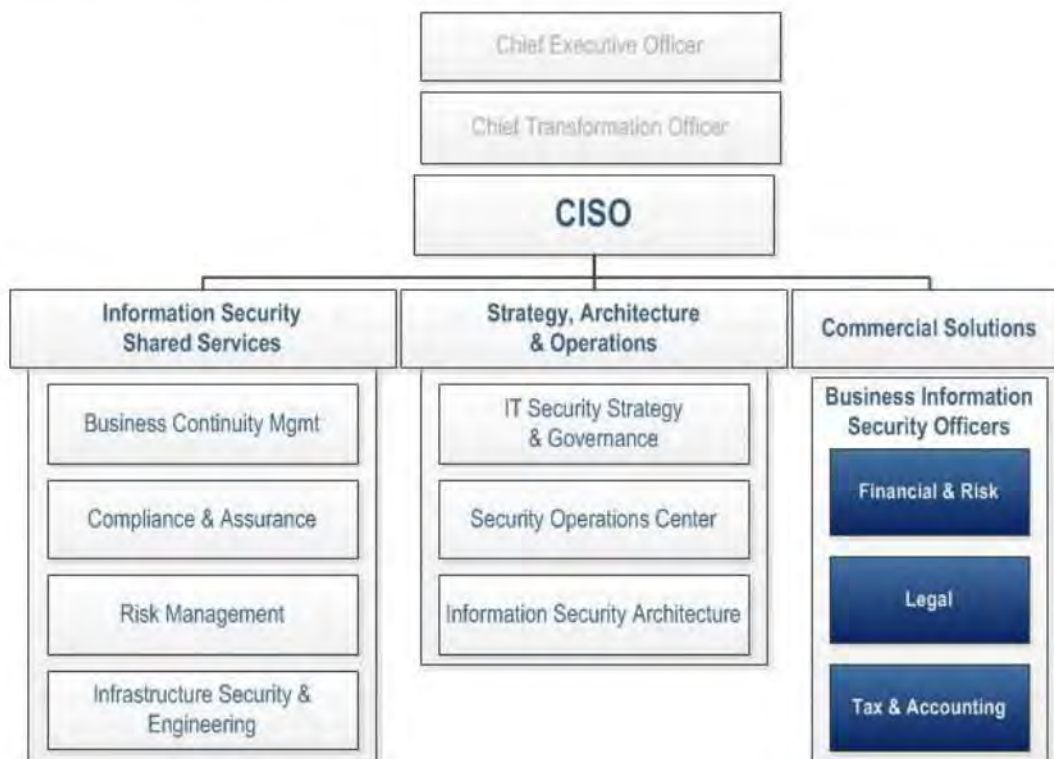 Chief Executive Officer
Chief Transformation Officer
CISO
Information Security
Shared Services
Business Continuity Mgmt
Compliance & Assurance
Risk Management
Infrastructure Security &
Engineering
Strategy, Architecture
& Operations
IT Security Strategy
& Governance
Security Operations Center
Information Security Architecture
Commercial Solutions
Business Information
Security Officers
Financial & Risk
Legal
Tax & Accounting